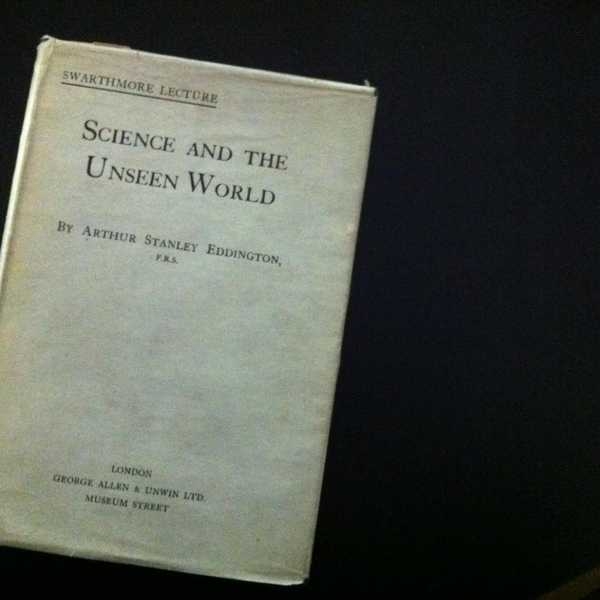 SWARTHMORE LECTURE
SCIENCE AND THE
UNSEEN WORLD
BY ARTHUR STANLEY EDDINGTON,
F.R.S.
LONDON
GEORGE ALLEN & UNWIN LTD.
MUSEUM STREET